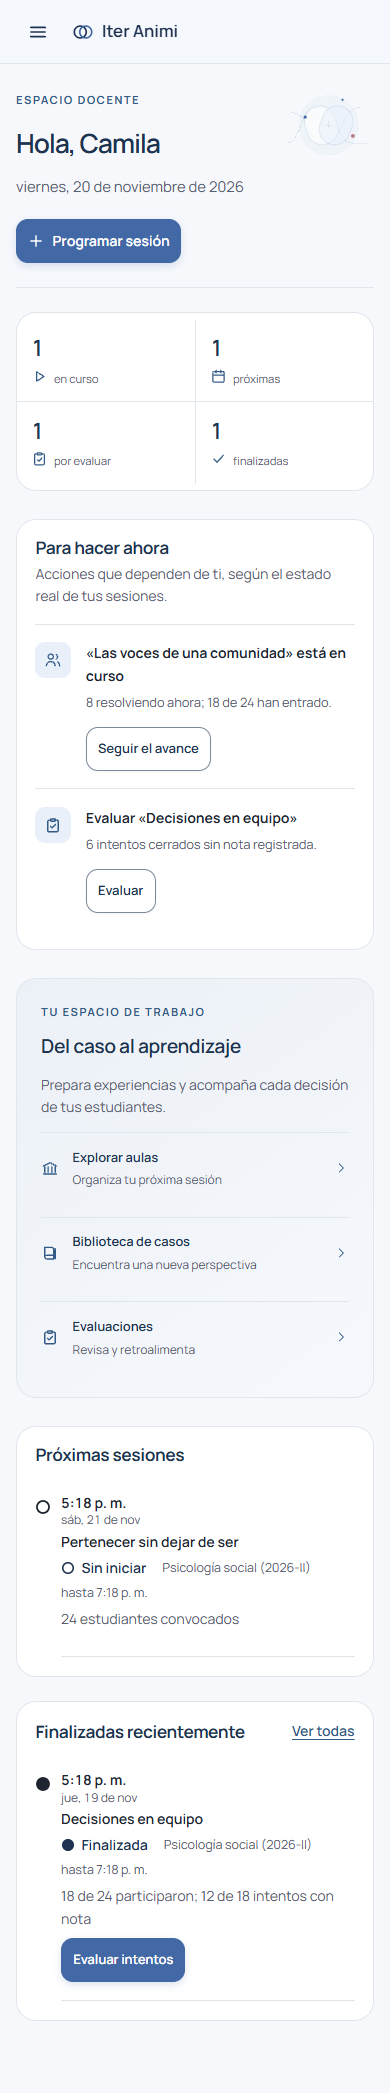 Iter Animi
ESPACIO DOCENTE
Hola, Camila
viernes, 20 de noviembre de 2026
Programar sesión
1
en curso
1
próximas
1
por evaluar
1
finalizadas
Para hacer ahora
Acciones que dependen de ti, según el estado
real de tus sesiones.
«Las voces de una comunidad» está en
curso
8 resolviendo ahora; 18 de 24 han entrado.
Seguir el avance
Evaluar «Decisiones en equipo»
6 intentos cerrados sin nota registrada.
Evaluar
TU ESPACIO DE TRABAJO
Del caso al aprendizaje
Prepara experiencias y acompaña cada decisión
de tus estudiantes.
Explorar aulas
Organiza tu próxima sesión
Biblioteca de casos
Encuentra una nueva perspectiva
Evaluaciones
Revisa y retroalimenta
Próximas sesiones
5:18 p. m.
sáb, 21 de nov
Pertenecer sin dejar de ser
Sin iniciar Psicología social (2026-II)
hasta 7:18 p. m.
24 estudiantes convocados
Finalizadas recientemente Ver todas
5:18 p. m.
jue, 19 de nov
Decisiones en equipo
Finalizada Psicología social (2026-II)
hasta 7:18 p. m.
18 de 24 participaron; 12 de 18 intentos con
nota
Evaluar intentos